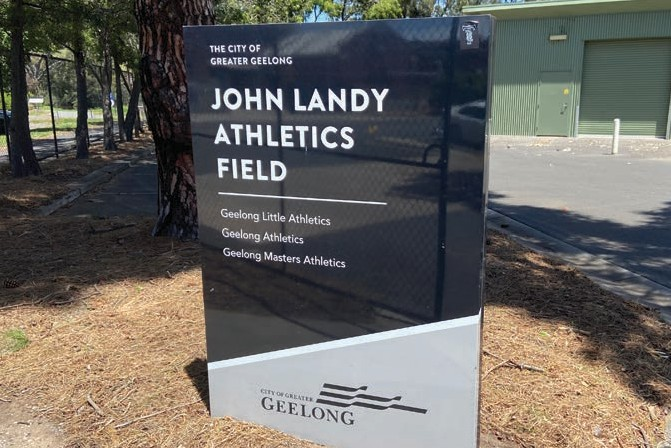 THE CITY OF
GREATER GEELONG
JOHN LANDY
ATHLETICS
FIELD
Geelong Little Athletics
Geelong Athletics
Geelong Masters Athletics
CITY OF GREATER
GEELONG